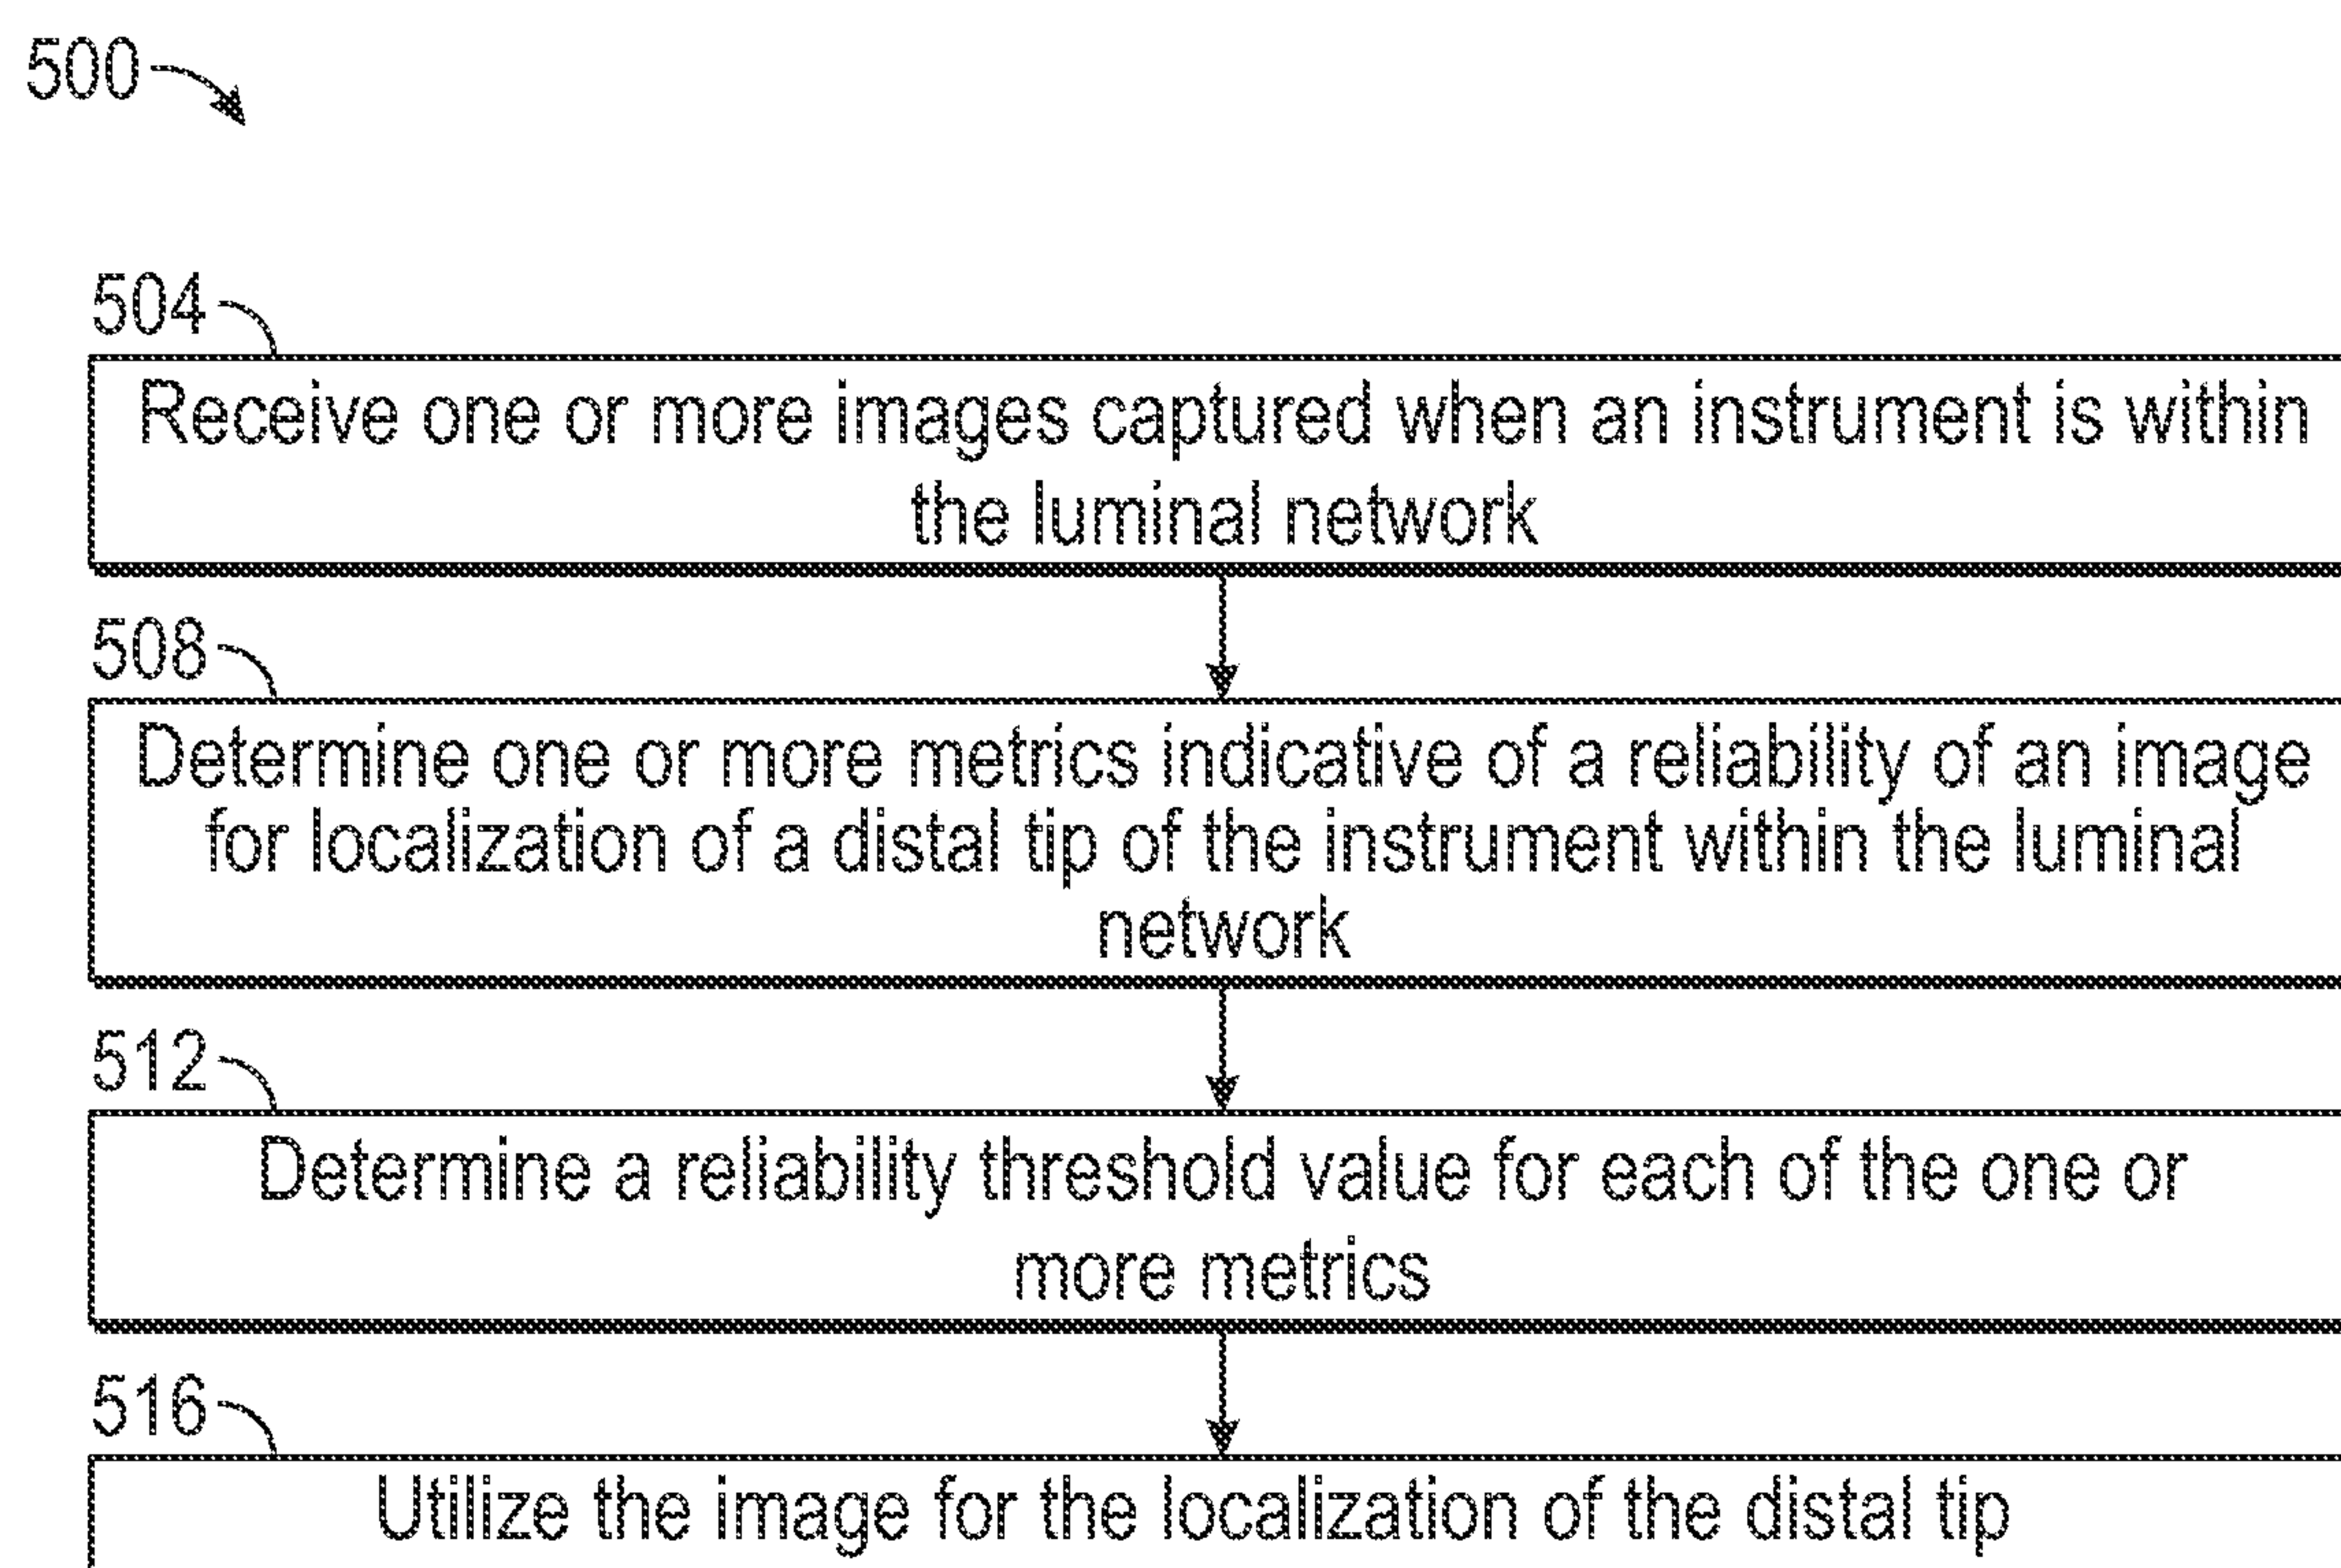 500
504
Receive one or more images captured when an instrument is within
the luminal network
508
Determine one or more metrics indicative of a reliability of an image
for localization of a distal tip of the instrument within the luminal
network
512
Determine a reliability threshold value for each of the one or
more metrics
516
Utilize the image for the localization of the distal tip